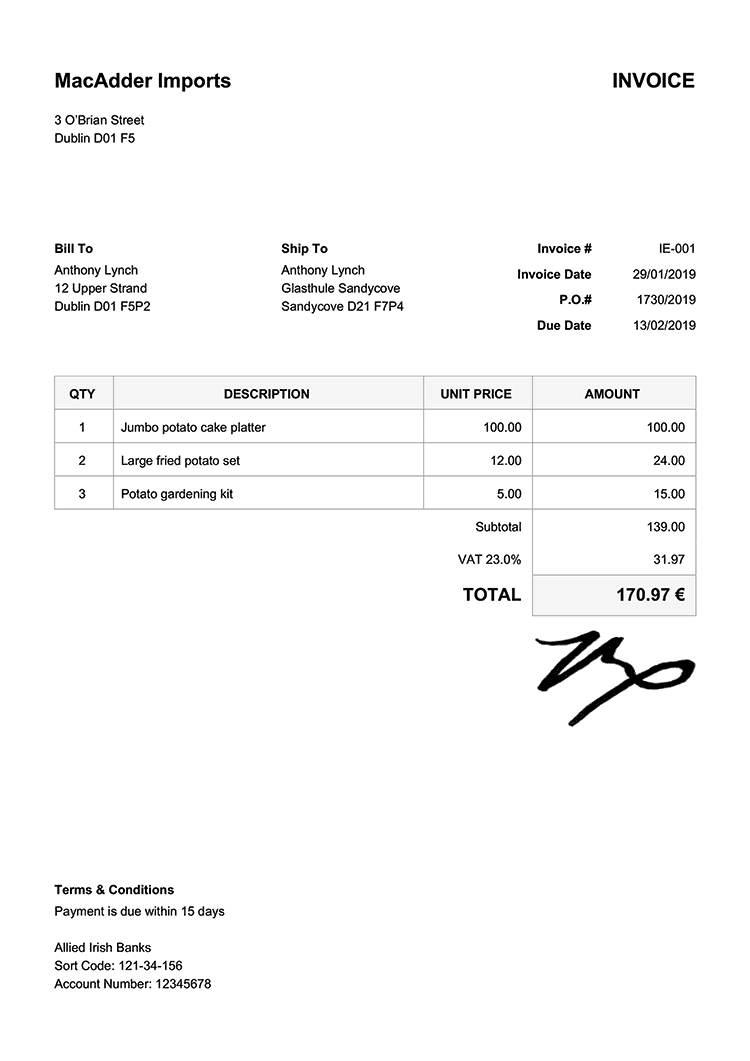 MacAdder Imports
INVOICE
3 O'Brian Street
Dublin D01 F5
Bill To
Anthony Lynch
12 Upper Strand
Dublin D01 F5P2
Ship To
Anthony Lynch
Glasthule Sandycove
Sandycove D21 F7P4
Invoice # IE-001
Invoice Date 29/01/2019
P.O.# 1730/2019
Due Date 13/02/2019
QTY DESCRIPTION UNIT PRICE AMOUNT
1 Jumbo potato cake platter 100.00 100.00
2 Large fried potato set 12.00 24.00
3 Potato gardening kit 5.00 15.00
Subtotal 139.00
VAT 23.0% 31.97
TOTAL 170.97 €
Terms & Conditions
Payment is due within 15 days
Allied Irish Banks
Sort Code: 121-34-156
Account Number: 12345678